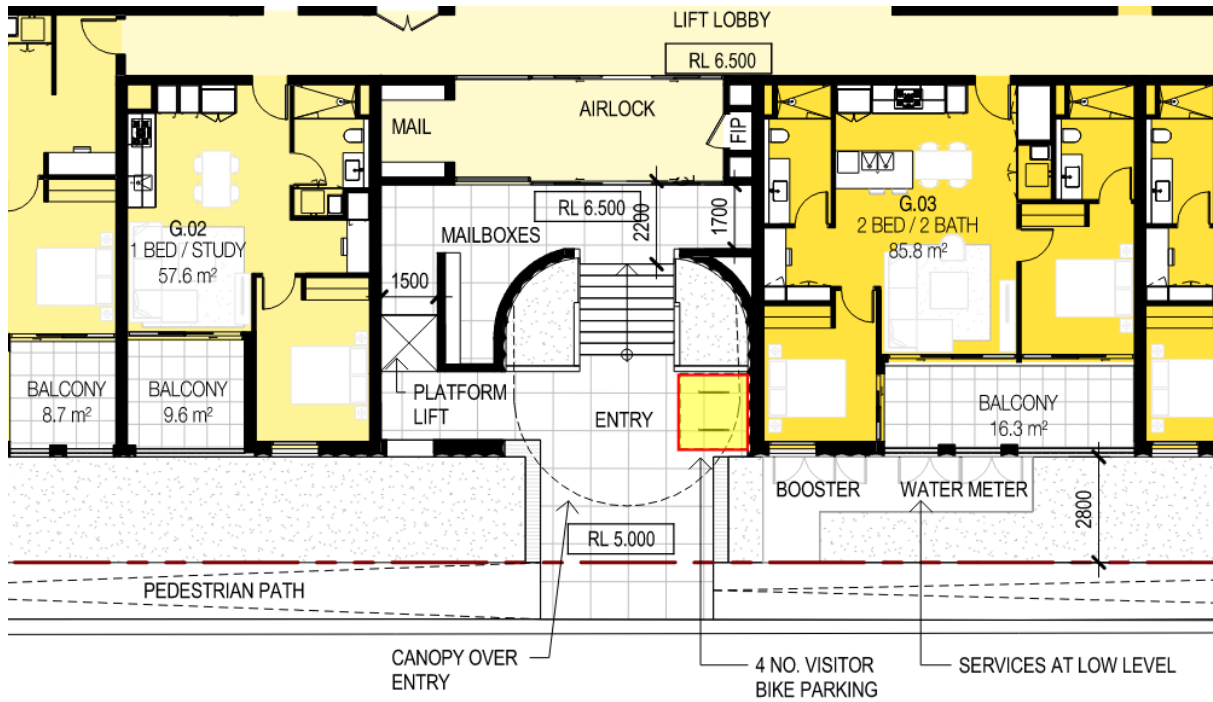 LIFT LOBBY
RL 6.500
AIRLOCK
MAIL
FIP
RL 6.500
2200
1700
MAILBOXES
G.02
1 BED / STUDY
57.6 m²
G.03
2 BED / 2 BATH
85.8 m²
1500
BALCONY
8.7 m²
BALCONY
9.6 m²
PLATFORM
LIFT
ENTRY
BALCONY
16.3 m²
BOOSTER
WATER METER
2800
RL 5.000
PEDESTRIAN PATH
CANOPY OVER
ENTRY
4 NO. VISITOR
BIKE PARKING
SERVICES AT LOW LEVEL